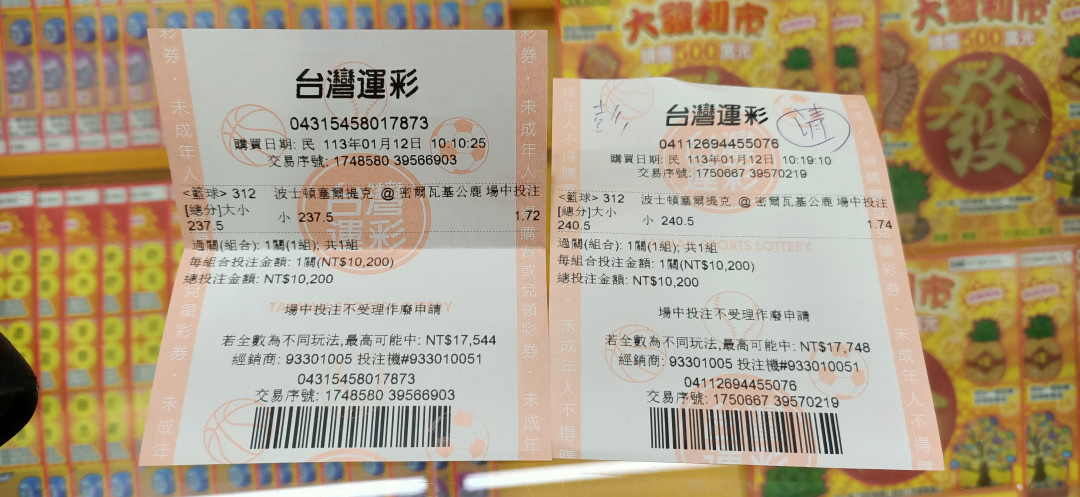 台灣運彩
04315458017873
購買日期: 民 113年01月12日 10:10:25
交易序號: 1748580 39566903
<籃球> 312 波士頓塞爾提克 @ 密爾瓦基公鹿 場中投注
[總分]大小 小 237.5 1.72
237.5
過關(組合): 1關(1組); 共1組
每組合投注金額: 1關(NT$10,200)
總投注金額: NT$10,200
場中投注不受理作廢申請
若全數為不同玩法,最高可能中: NT$17,544
經銷商: 93301005 投注機#933010051
04315458017873
交易序號: 1748580 39566903
台灣運彩
請
04112694455076
購買日期: 民 113年01月12日 10:19:10
交易序號: 1750667 39570219
<籃球> 312 波士頓塞爾提克 @ 密爾瓦基公鹿 場中投注
[總分]大小 小 240.5 1.74
240.5
過關(組合): 1關(1組); 共1組
每組合投注金額: 1關(NT$10,200)
總投注金額: NT$10,200
場中投注不受理作廢申請
若全數為不同玩法,最高可能中: NT$17,748
經銷商: 93301005 投注機#933010051
04112694455076
交易序號: 1750667 39570219
大鵝利市
頭獎500萬元
發